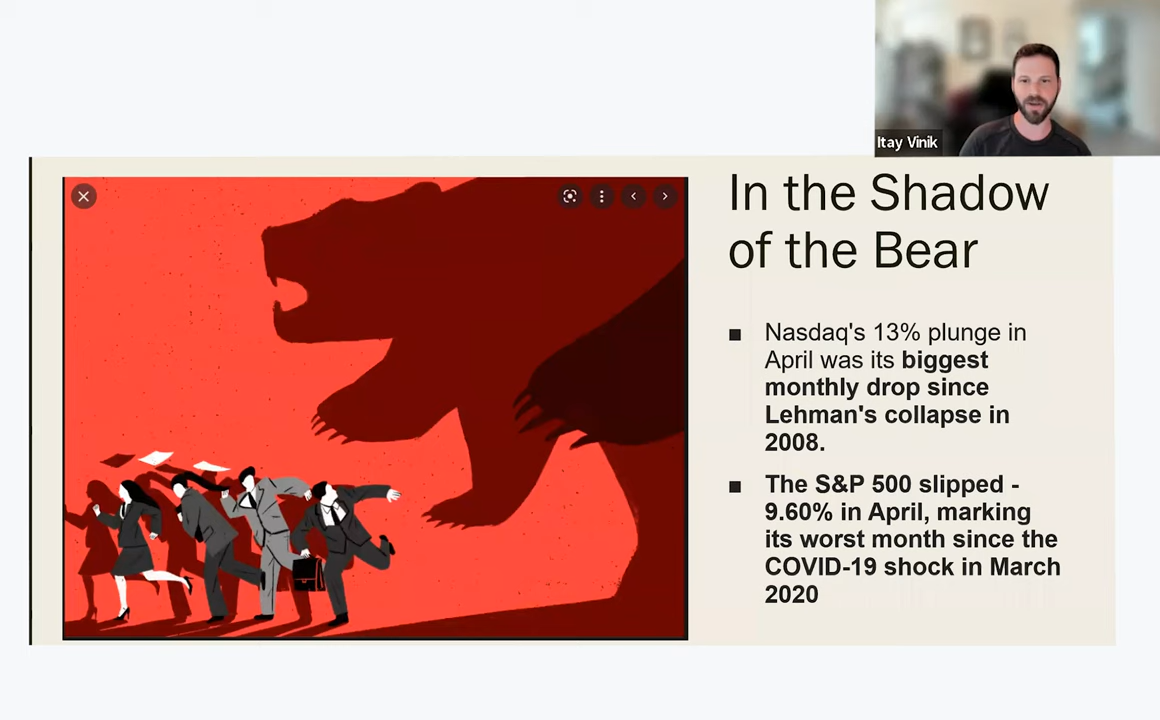 Itay Vinik
In the Shadow
of the Bear
■ Nasdaq's 13% plunge in
April was its biggest
monthly drop since
Lehman's collapse in
2008.
■ The S&P 500 slipped -
9.60% in April, marking
its worst month since the
COVID-19 shock in March
2020